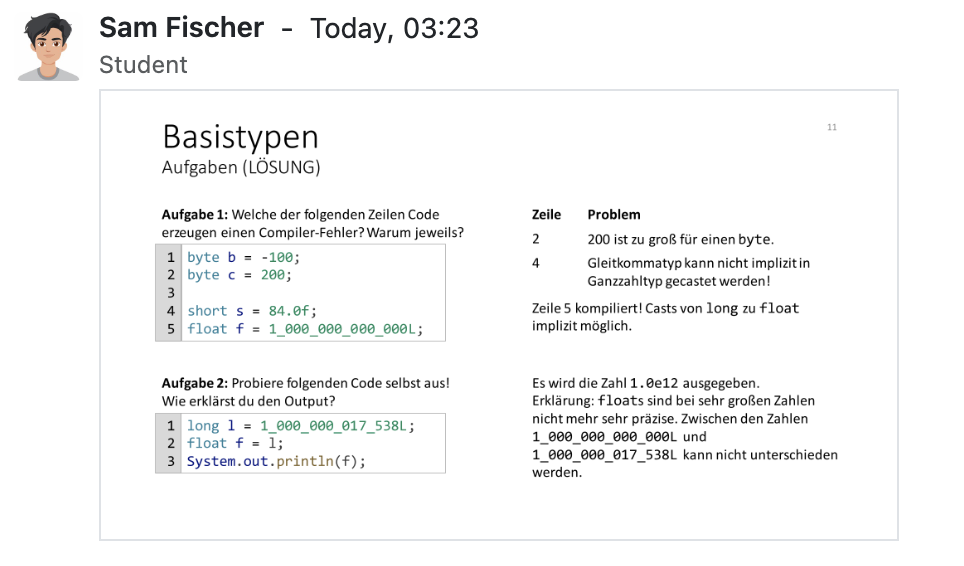 Sam Fischer - Today, 03:23
Student
11
Basistypen
Aufgaben (LÖSUNG)
Aufgabe 1: Welche der folgenden Zeilen Code
erzeugen einen Compiler-Fehler? Warum jeweils?
1 byte b = -100;
2 byte c = 200;
3
4 short s = 84.0f;
5 float f = 1_000_000_000_000L;
Zeile Problem
2 200 ist zu groß für einen byte.
4 Gleitkommatyp kann nicht implizit in
Ganzzahltyp gecastet werden!
Zeile 5 kompiliert! Casts von long zu float
implizit möglich.
Aufgabe 2: Probiere folgenden Code selbst aus!
Wie erklärst du den Output?
1 long l = 1_000_000_017_538L;
2 float f = l;
3 System.out.println(f);
Es wird die Zahl 1.0e12 ausgegeben.
Erklärung: floats sind bei sehr großen Zahlen
nicht mehr sehr präzise. Zwischen den Zahlen
1_000_000_000_000L und
1_000_000_017_538L kann nicht unterschieden
werden.